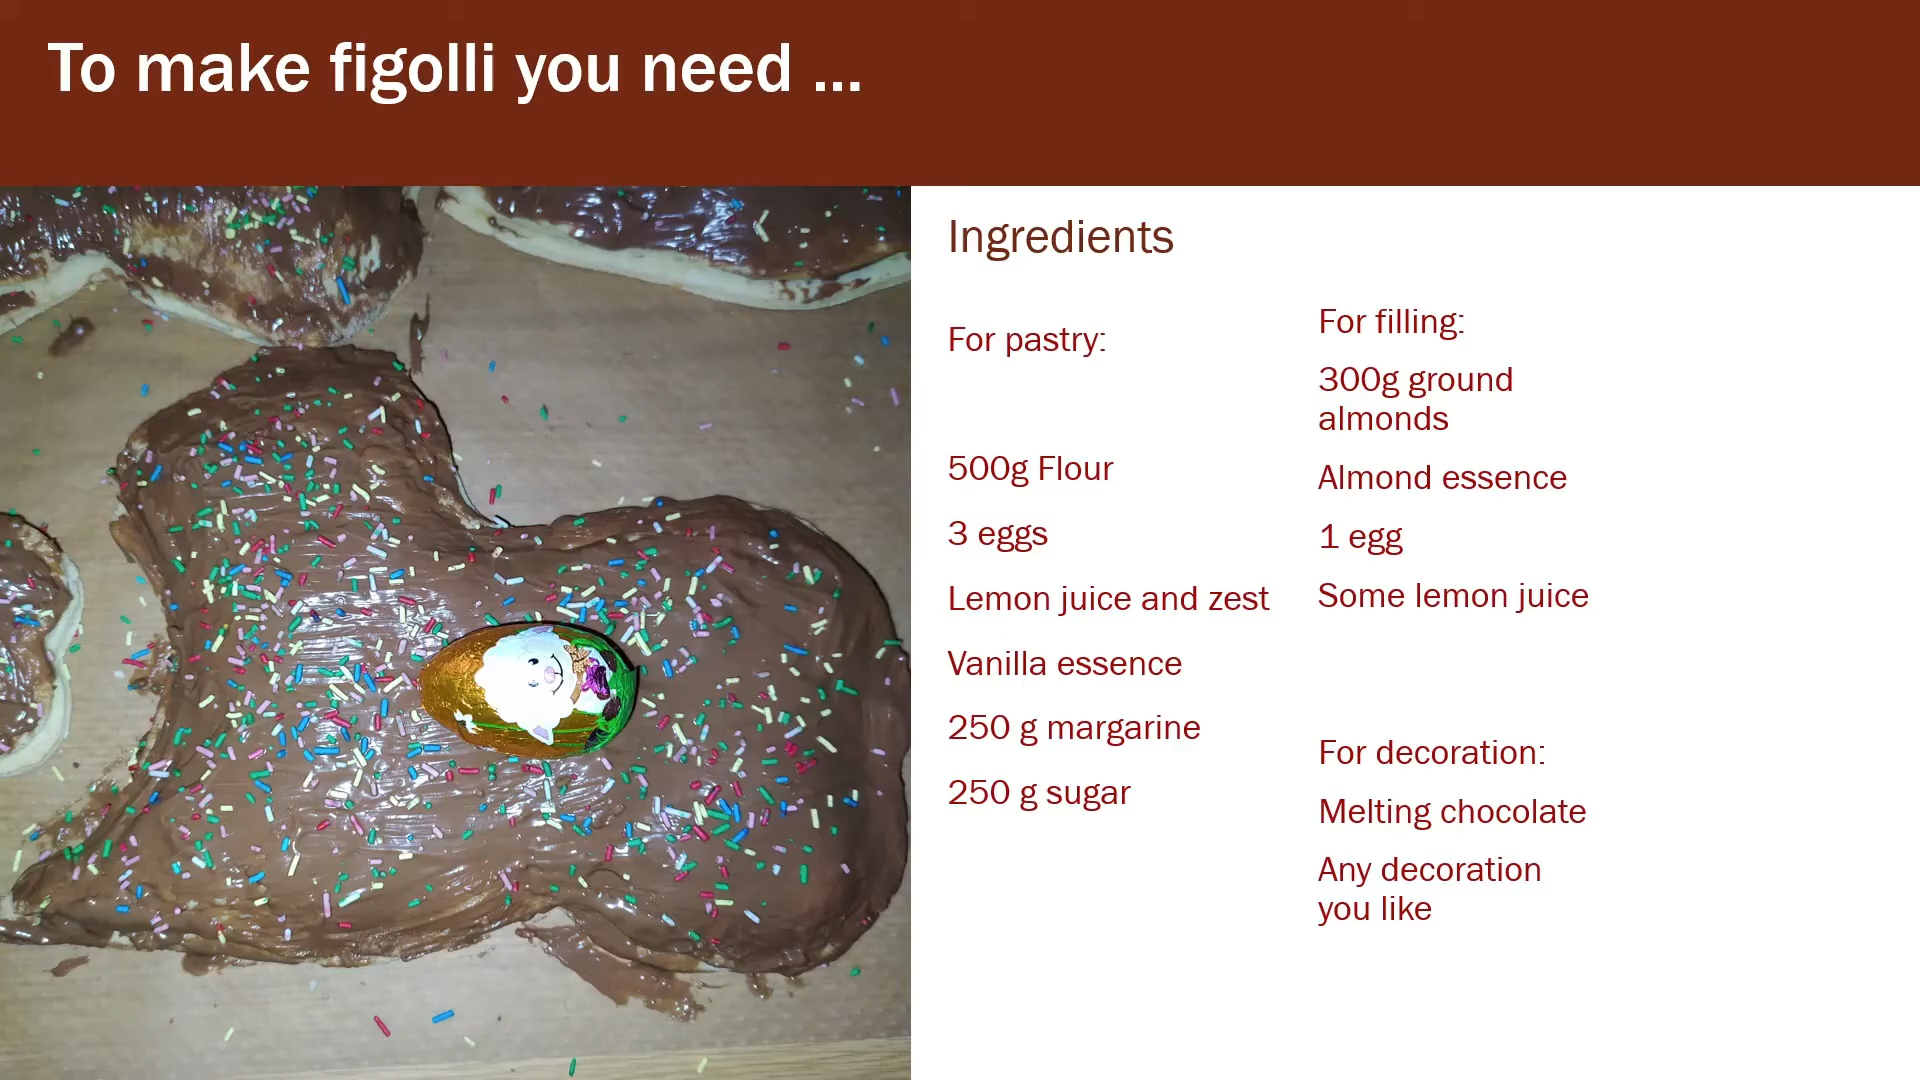 To make figolli you need ...
Ingredients
For pastry:
500g Flour
3 eggs
Lemon juice and zest
Vanilla essence
250 g margarine
250 g sugar
For filling:
300g ground
almonds
Almond essence
1 egg
Some lemon juice
For decoration:
Melting chocolate
Any decoration
you like